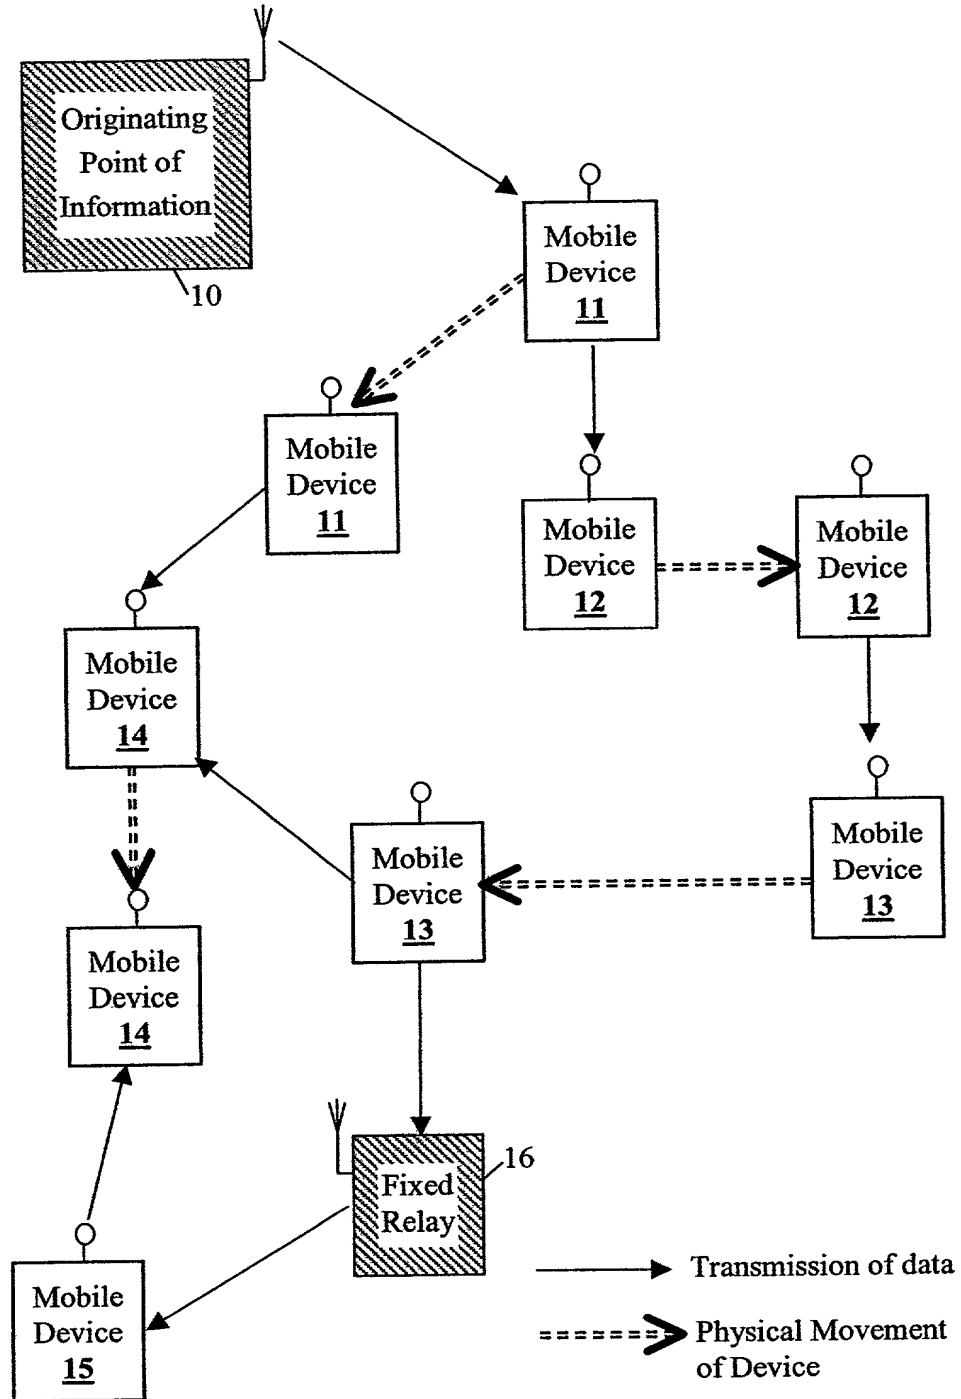 Originating
Point of
Information
10
Mobile
Device
11
Mobile
Device
11
Mobile
Device
12
Mobile
Device
12
Mobile
Device
14
Mobile
Device
13
Mobile
Device
13
Mobile
Device
14
Fixed
Relay
16
Mobile
Device
15
Transmission of data
Physical Movement
of Device